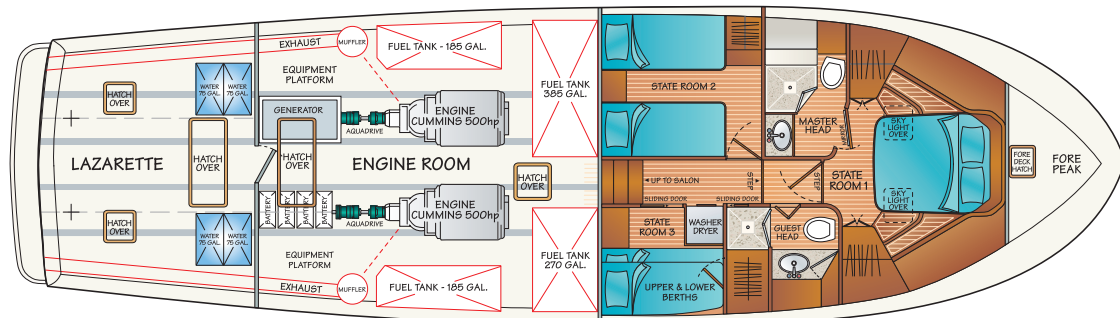 EXHAUST
MUFFLER
FUEL TANK - 185 GAL.
EQUIPMENT
PLATFORM
WATER
75 GAL.
WATER
75 GAL.
HATCH
OVER
FUEL TANK
385 GAL.
GENERATOR
AQUADRIVE
ENGINE
CUMMINS 500hp
LAZARETTE
HATCH
OVER
HATCH
OVER
ENGINE ROOM
HATCH
OVER
BATTERY
BATTERY
BATTERY
BATTERY
AQUADRIVE
ENGINE
CUMMINS 500hp
HATCH
OVER
WATER
75 GAL.
WATER
75 GAL.
EQUIPMENT
PLATFORM
EXHAUST
MUFFLER
FUEL TANK - 185 GAL.
FUEL TANK
270 GAL.
STATE ROOM 2
MASTER
HEAD
MIRROR
SKY
LIGHT
OVER
UP TO SALON
STEP
STEP
STATE
ROOM 1
SKY
LIGHT
OVER
FORE
DECK
HATCH
FORE
PEAK
SLIDING DOOR
SLIDING DOOR
STATE
ROOM 3
WASHER
DRYER
GUEST
HEAD
UPPER & LOWER
BERTHS